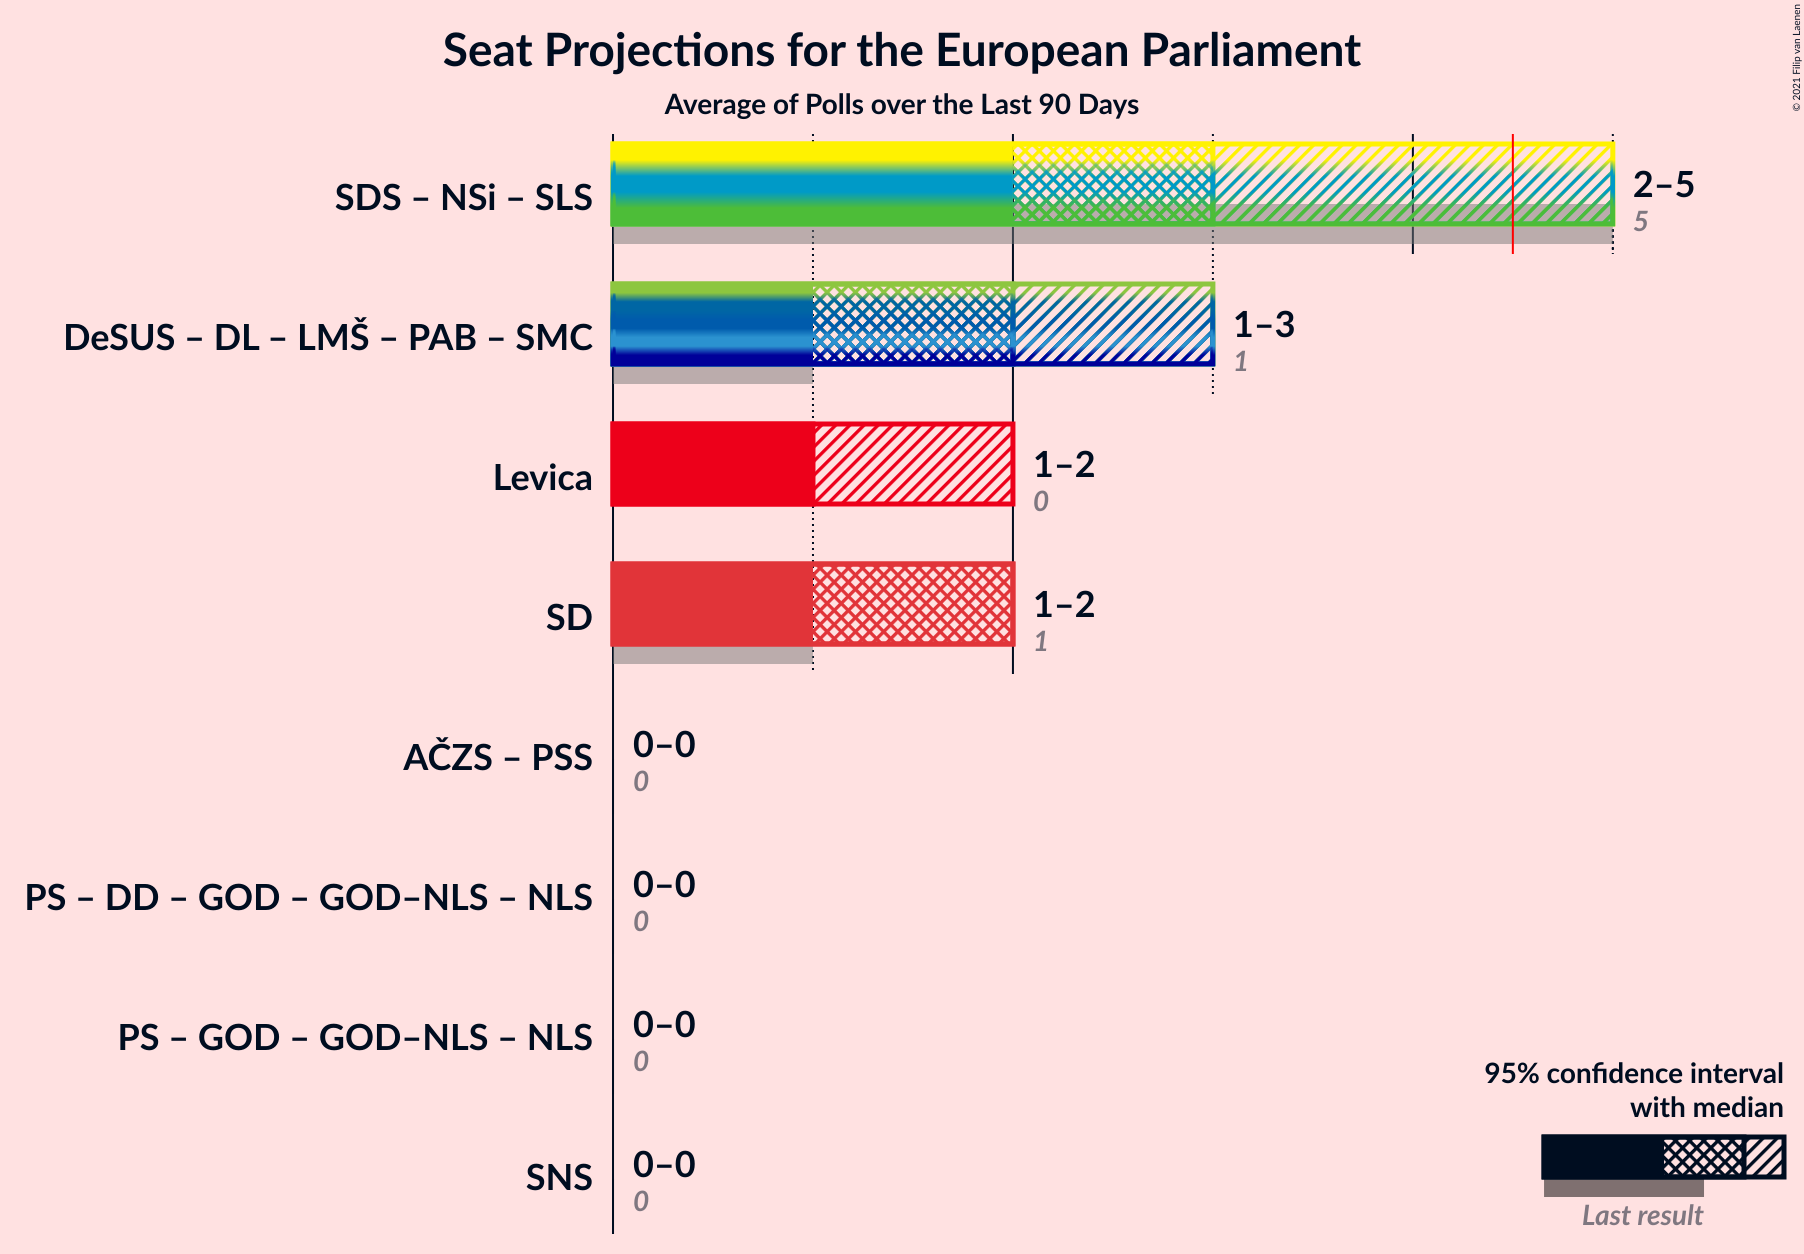 Seat Projections for the European Parliament
Average of Polls over the Last 90 Days
© 2021 Filip van Laenen
SDS – NSi – SLS
2–5
5
DeSUS – DL – LMŠ – PAB – SMC
1–3
1
Levica
1–2
0
SD
1–2
1
AČZS – PSS
0–0
0
PS – DD – GOD – GOD–NLS – NLS
0–0
0
PS – GOD – GOD–NLS – NLS
0–0
0
SNS
0–0
0
95% confidence interval
with median
Last result